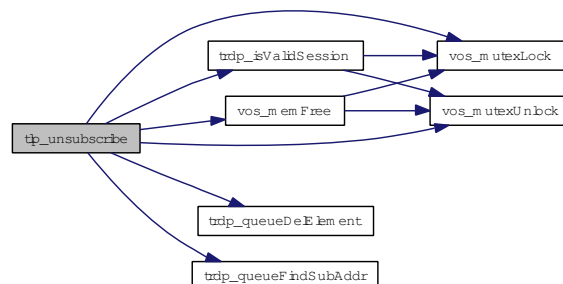 trdp_isValidSession
vos_mutexLock
vos_memFree
vos_mutexUnlock
tlp_unsubscribe
trdp_queueDelElement
trdp_queueFindSubAddr